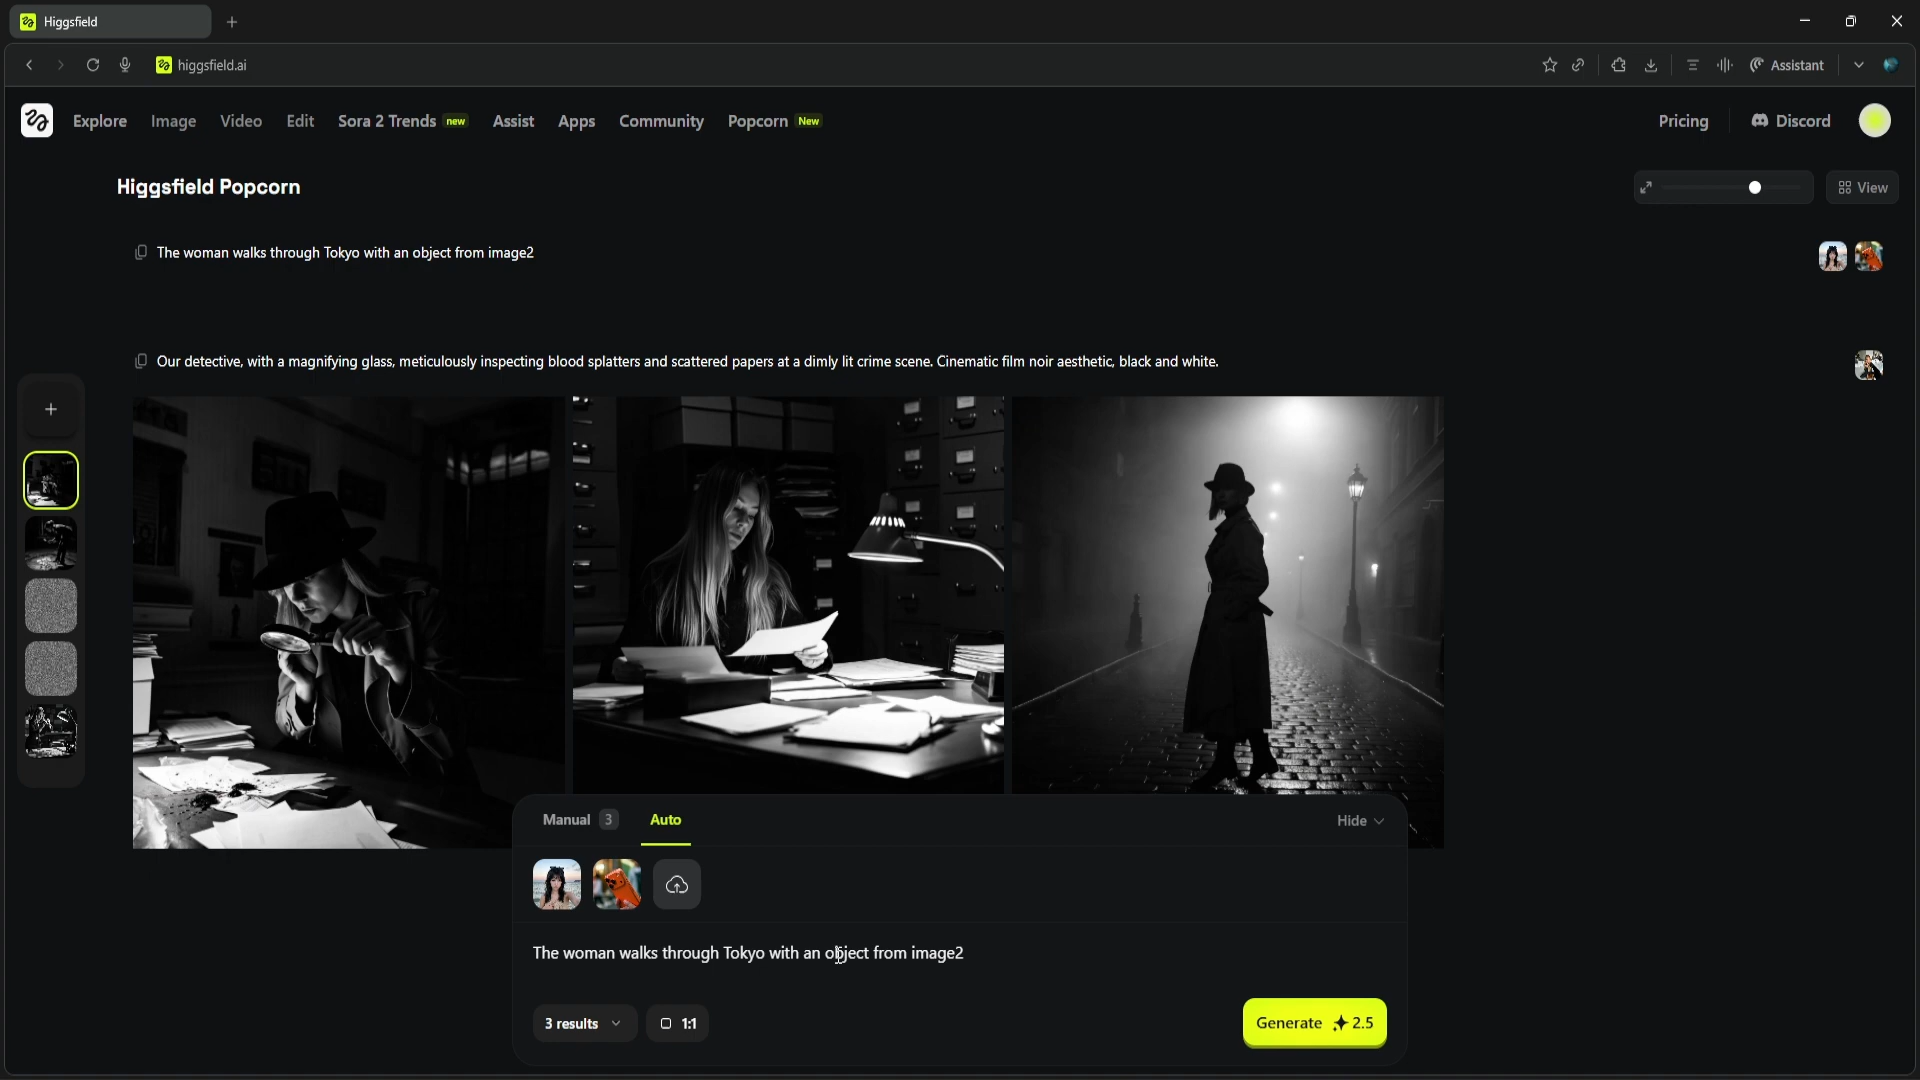 Higgsfield
higgsfield.ai
Assistant
Explore
Image
Video
Edit
Sora 2 Trends
new
Assist
Apps
Community
Popcorn
New
Pricing
Discord
Higgsfield Popcorn
View
The woman walks through Tokyo with an object from image2
Our detective, with a magnifying glass, meticulously inspecting blood splatters and scattered papers at a dimly lit crime scene. Cinematic film noir aesthetic, black and white.
Manual 3
Auto
Hide
The woman walks through Tokyo with an object from image2
3 results
1:1
Generate 2.5